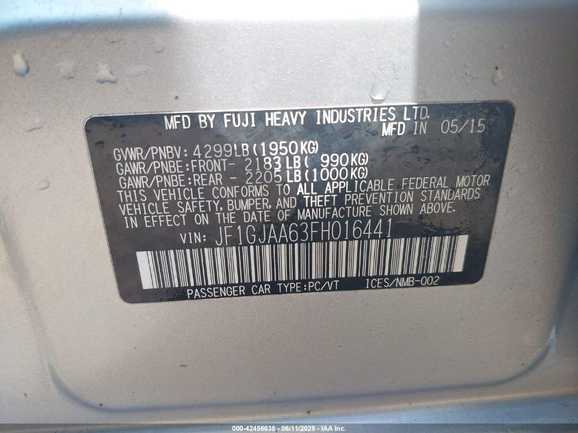 MFD BY FUJI HEAVY INDUSTRIES LTD.
MFD IN 05/15
GVWR/PNBV: 4299LB(1950KG)
GAWR/PNBE:FRONT- 2183LB( 990KG)
GAWR/PNBE:REAR - 2205LB(1000KG)
THIS VEHICLE CONFORMS TO ALL APPLICABLE FEDERAL MOTOR
VEHICLE SAFETY, BUMPER, AND THEFT PREVENTION STANDARDS
IN EFFECT ON THE DATE OF MANUFACTURE SHOWN ABOVE.
VIN: JF1GJAA63FH016441
PASSENGER CAR TYPE:PC/VT ICES/NMB-002
000-42456635 - 06/11/2025 - IAA Inc.